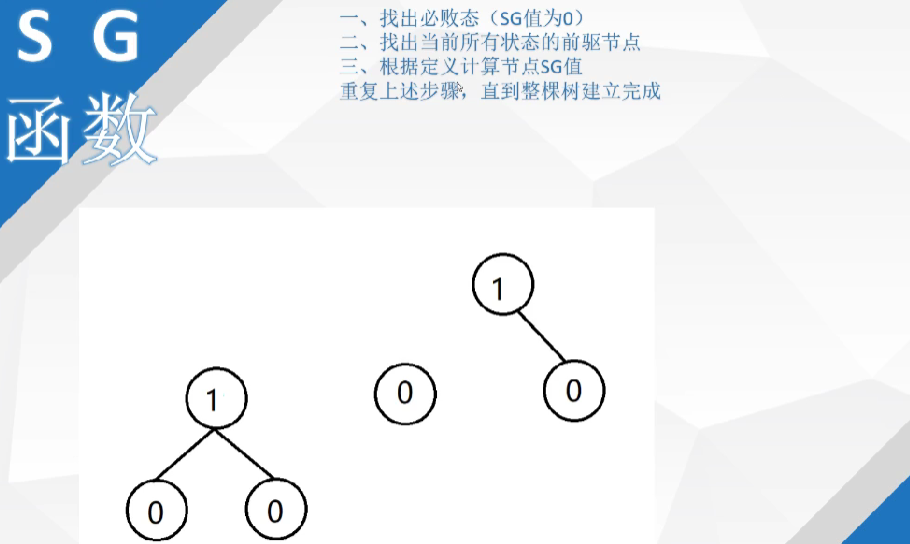 SG
函数
一、找出必败态（SG值为0）
二、找出当前所有状态的前驱节点
三、根据定义计算节点SG值
重复上述步骤，直到整棵树建立完成
1
1
0
0
0
0